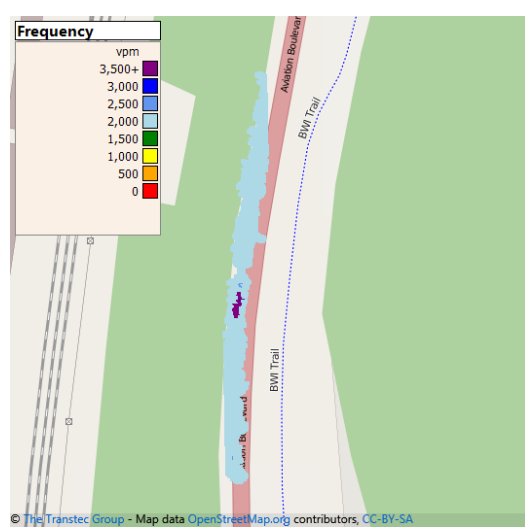 Frequency
vpm
3,500+
3,000
2,500
2,000
1,500
1,000
500
0
Aviation Boulevar
BWI Trail
BWI Trail
© The Transtec Group - Map data OpenStreetMap.org contributors, CC-BY-SA